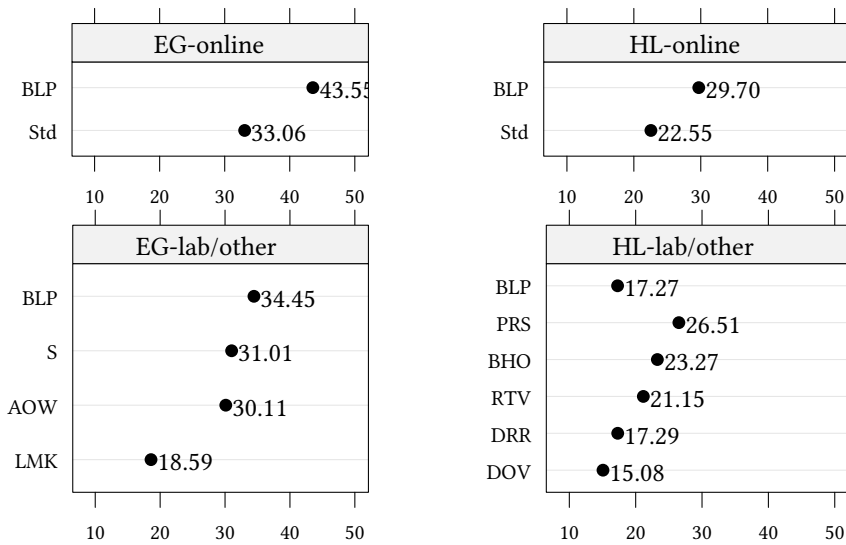 EG-online
BLP 43.55
Std 33.06
10 20 30 40 50
HL-online
BLP 29.70
Std 22.55
10 20 30 40 50
EG-lab/other
BLP 34.45
S 31.01
AOW 30.11
LMK 18.59
10 20 30 40 50
HL-lab/other
BLP 17.27
PRS 26.51
BHO 23.27
RTV 21.15
DRR 17.29
DOV 15.08
10 20 30 40 50